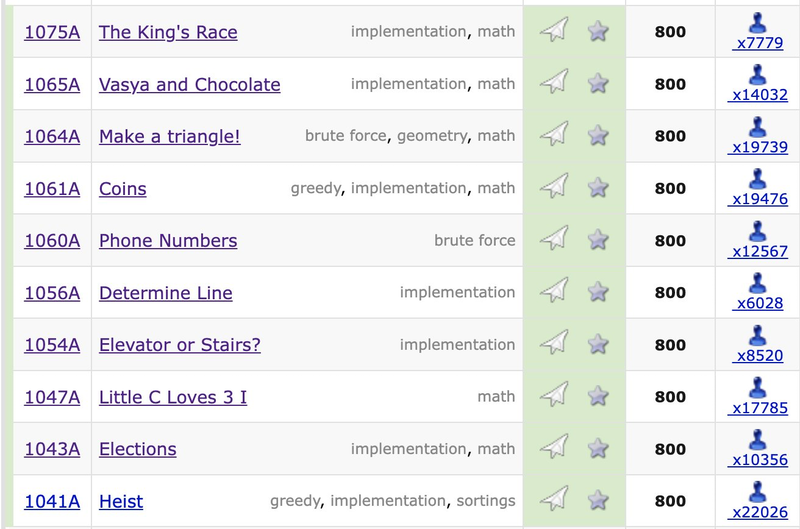 1075A The King's Race implementation, math 800 x7779
1065A Vasya and Chocolate implementation, math 800 x14032
1064A Make a triangle! brute force, geometry, math 800 x19739
1061A Coins greedy, implementation, math 800 x19476
1060A Phone Numbers brute force 800 x12567
1056A Determine Line implementation 800 x6028
1054A Elevator or Stairs? implementation 800 x8520
1047A Little C Loves 3 I math 800 x17785
1043A Elections implementation, math 800 x10356
1041A Heist greedy, implementation, sortings 800 x22026